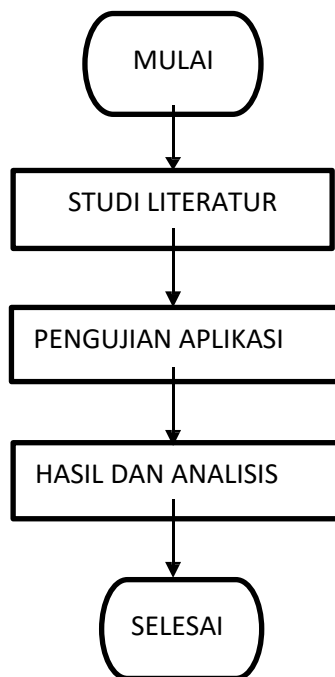 MULAI
STUDI LITERATUR
PENGUJIAN APLIKASI
HASIL DAN ANALISIS
SELESAI